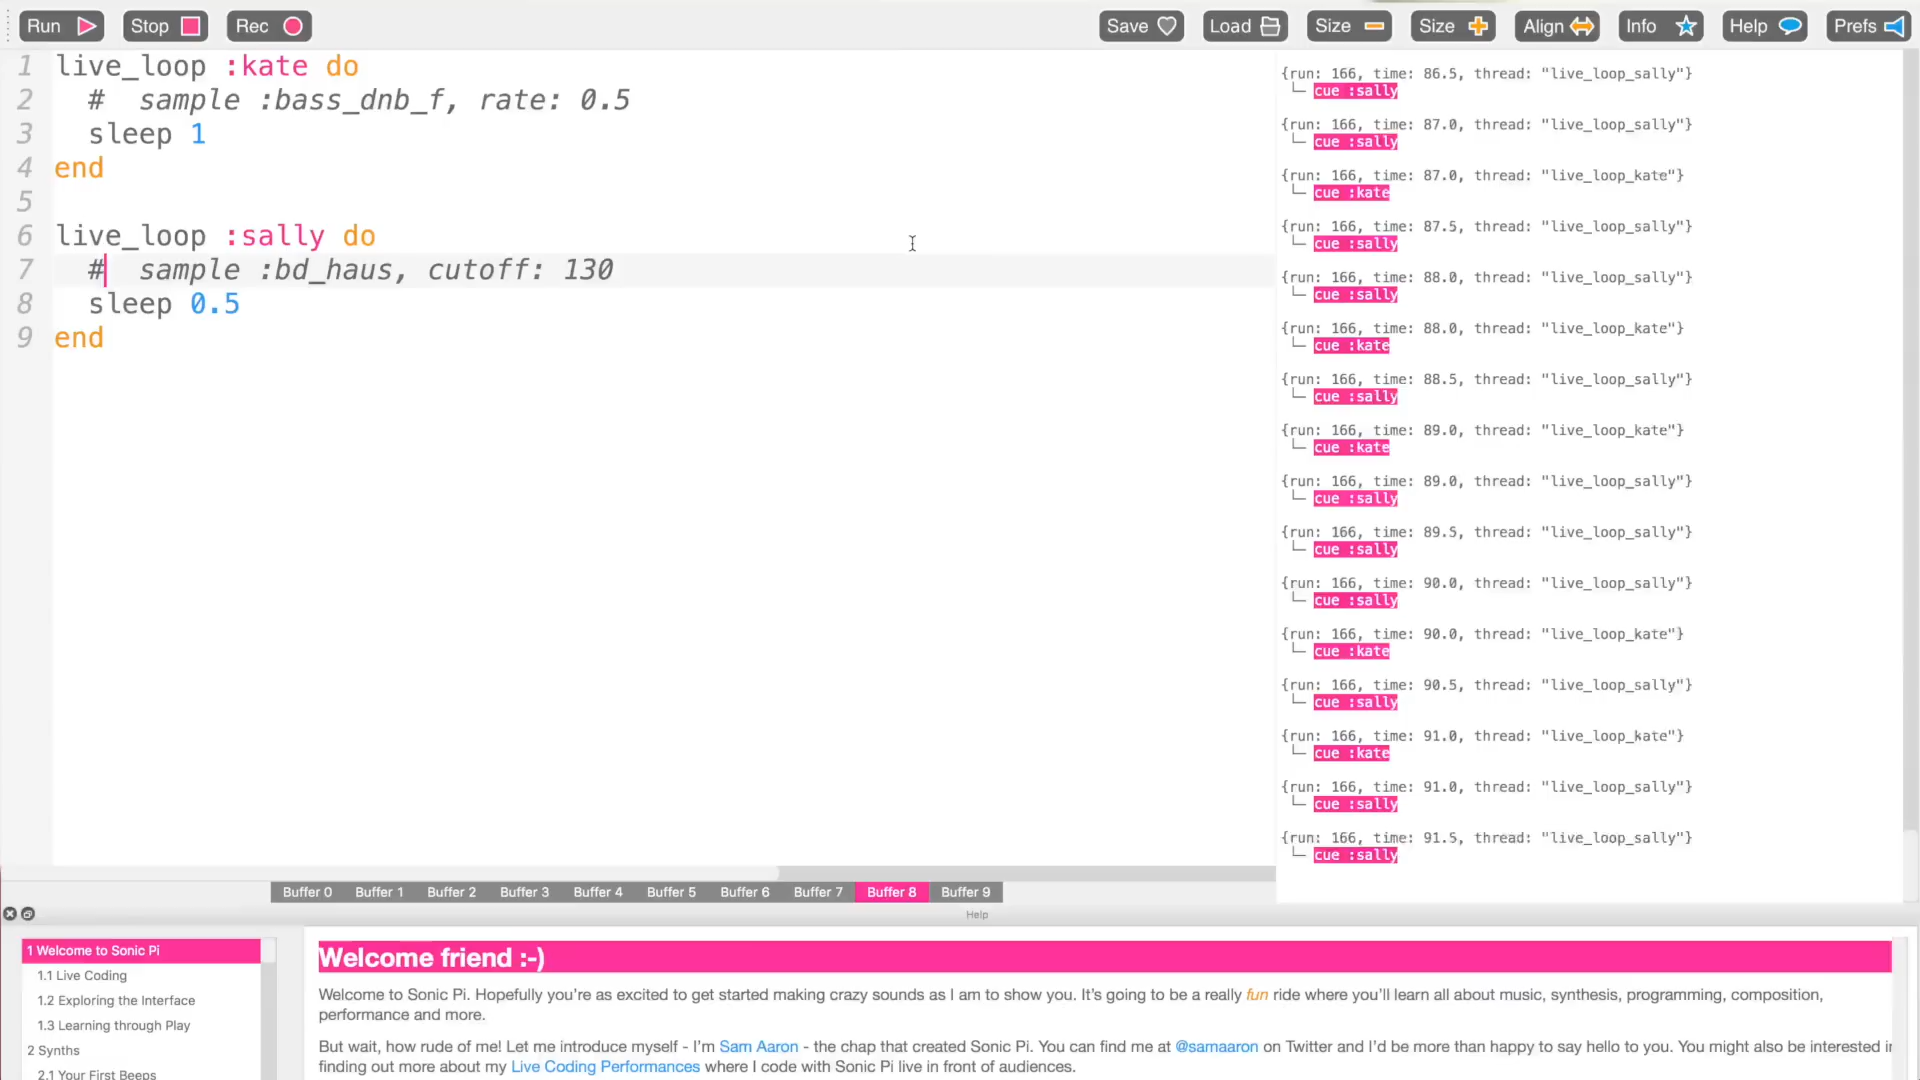 Run Stop Rec Save Load Size Size Align Info Help Prefs
1 live_loop :kate do
2 # sample :bass_dnb_f, rate: 0.5
3 sleep 1
4 end
5
6 live_loop :sally do
7 # sample :bd_haus, cutoff: 130
8 sleep 0.5
9 end
{run: 166, time: 86.5, thread: "live_loop_sally"}
└─ cue :sally
{run: 166, time: 87.0, thread: "live_loop_sally"}
└─ cue :sally
{run: 166, time: 87.0, thread: "live_loop_kate"}
└─ cue :kate
{run: 166, time: 87.5, thread: "live_loop_sally"}
└─ cue :sally
{run: 166, time: 88.0, thread: "live_loop_sally"}
└─ cue :sally
{run: 166, time: 88.0, thread: "live_loop_kate"}
└─ cue :kate
{run: 166, time: 88.5, thread: "live_loop_sally"}
└─ cue :sally
{run: 166, time: 89.0, thread: "live_loop_kate"}
└─ cue :kate
{run: 166, time: 89.0, thread: "live_loop_sally"}
└─ cue :sally
{run: 166, time: 89.5, thread: "live_loop_sally"}
└─ cue :sally
{run: 166, time: 90.0, thread: "live_loop_sally"}
└─ cue :sally
{run: 166, time: 90.0, thread: "live_loop_kate"}
└─ cue :kate
{run: 166, time: 90.5, thread: "live_loop_sally"}
└─ cue :sally
{run: 166, time: 91.0, thread: "live_loop_kate"}
└─ cue :kate
{run: 166, time: 91.0, thread: "live_loop_sally"}
└─ cue :sally
{run: 166, time: 91.5, thread: "live_loop_sally"}
└─ cue :sally
Buffer 0 Buffer 1 Buffer 2 Buffer 3 Buffer 4 Buffer 5 Buffer 6 Buffer 7 Buffer 8 Buffer 9
Help
1 Welcome to Sonic Pi
1.1 Live Coding
1.2 Exploring the Interface
1.3 Learning through Play
2 Synths
2.1 Your First Beeps
Welcome friend :-)
Welcome to Sonic Pi. Hopefully you're as excited to get started making crazy sounds as I am to show you. It's going to be a really fun ride where you'll learn all about music, synthesis, programming, composition,
performance and more.
But wait, how rude of me! Let me introduce myself - I'm Sam Aaron - the chap that created Sonic Pi. You can find me at @samaaron on Twitter and I'd be more than happy to say hello to you. You might also be interested in
finding out more about my Live Coding Performances where I code with Sonic Pi live in front of audiences.